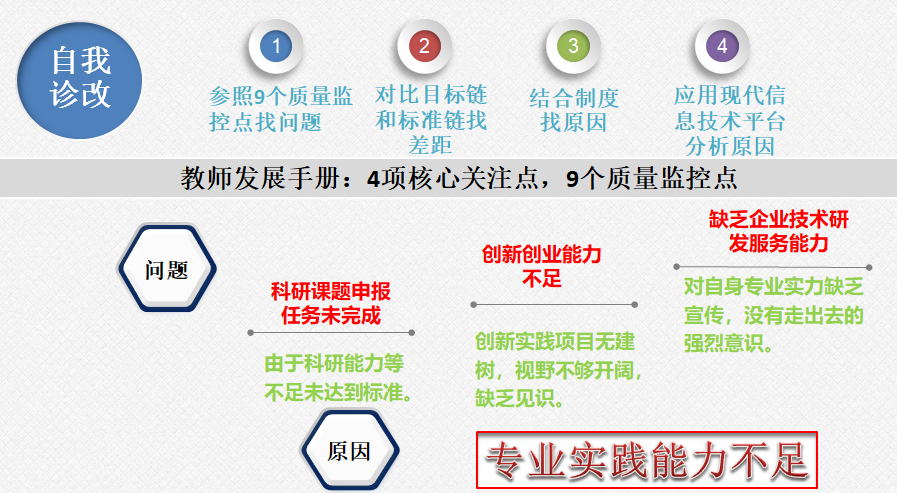 自我
诊改
1
参照9个质量监
控点找问题
2
对比目标链
和标准链找
差距
3
结合制度
找原因
4
应用现代信
息技术平台
分析原因
教师发展手册：4项核心关注点，9个质量监控点
问题
科研课题申报
任务未完成
由于科研能力等
不足未达到标准。
创新创业能力
不足
创新实践项目无建
树，视野不够开阔，
缺乏见识。
缺乏企业技术研
发服务能力
对自身专业实力缺乏
宣传，没有走出去的
强烈意识。
原因
专业实践能力不足